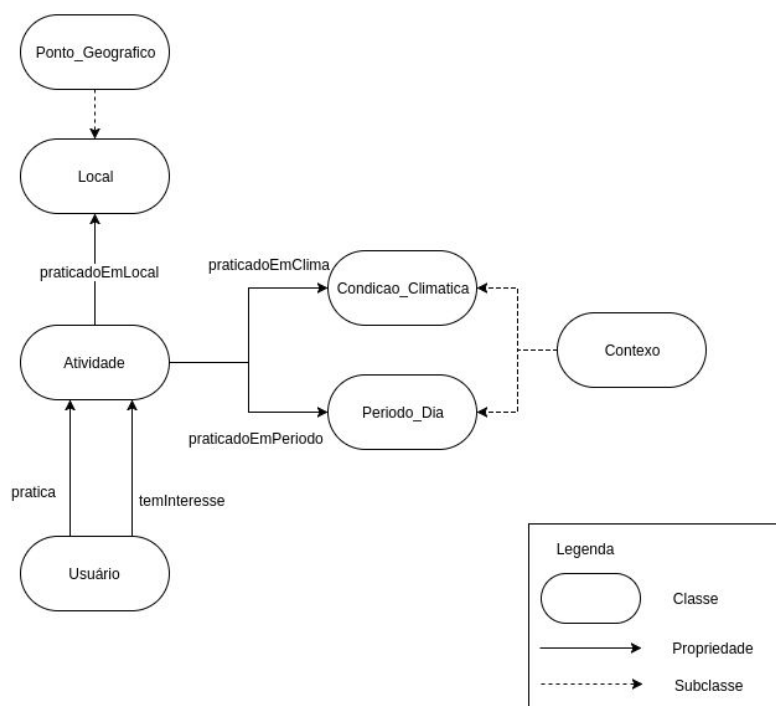 Ponto_Geografico
Local
praticadoEmLocal
praticadoEmClima
Condicao_Climatica
Contexo
Atividade
Periodo_Dia
praticadoEmPeriodo
pratica
temInteresse
Usuário
Legenda
Classe
Propriedade
Subclasse